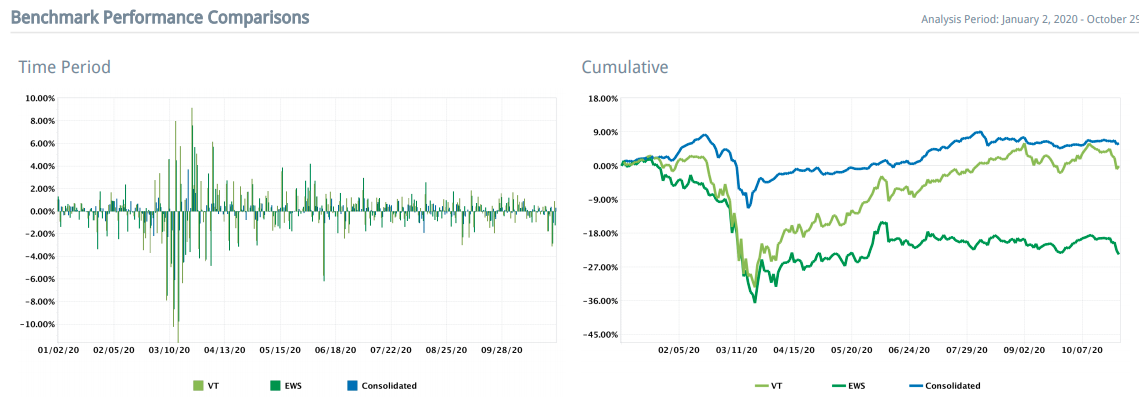 Benchmark Performance Comparisons
Analysis Period: January 2, 2020 - October 29
Time Period
10.00%
8.00%
6.00%
4.00%
2.00%
0.00%
-2.00%
-4.00%
-6.00%
-8.00%
-10.00%
01/02/20 02/05/20 03/10/20 04/13/20 05/15/20 06/18/20 07/22/20 08/25/20 09/28/20
VT EWS Consolidated
Cumulative
18.00%
9.00%
0.00%
-9.00%
-18.00%
-27.00%
-36.00%
-45.00%
02/05/20 03/11/20 04/15/20 05/20/20 06/24/20 07/29/20 09/02/20 10/07/20
VT EWS Consolidated